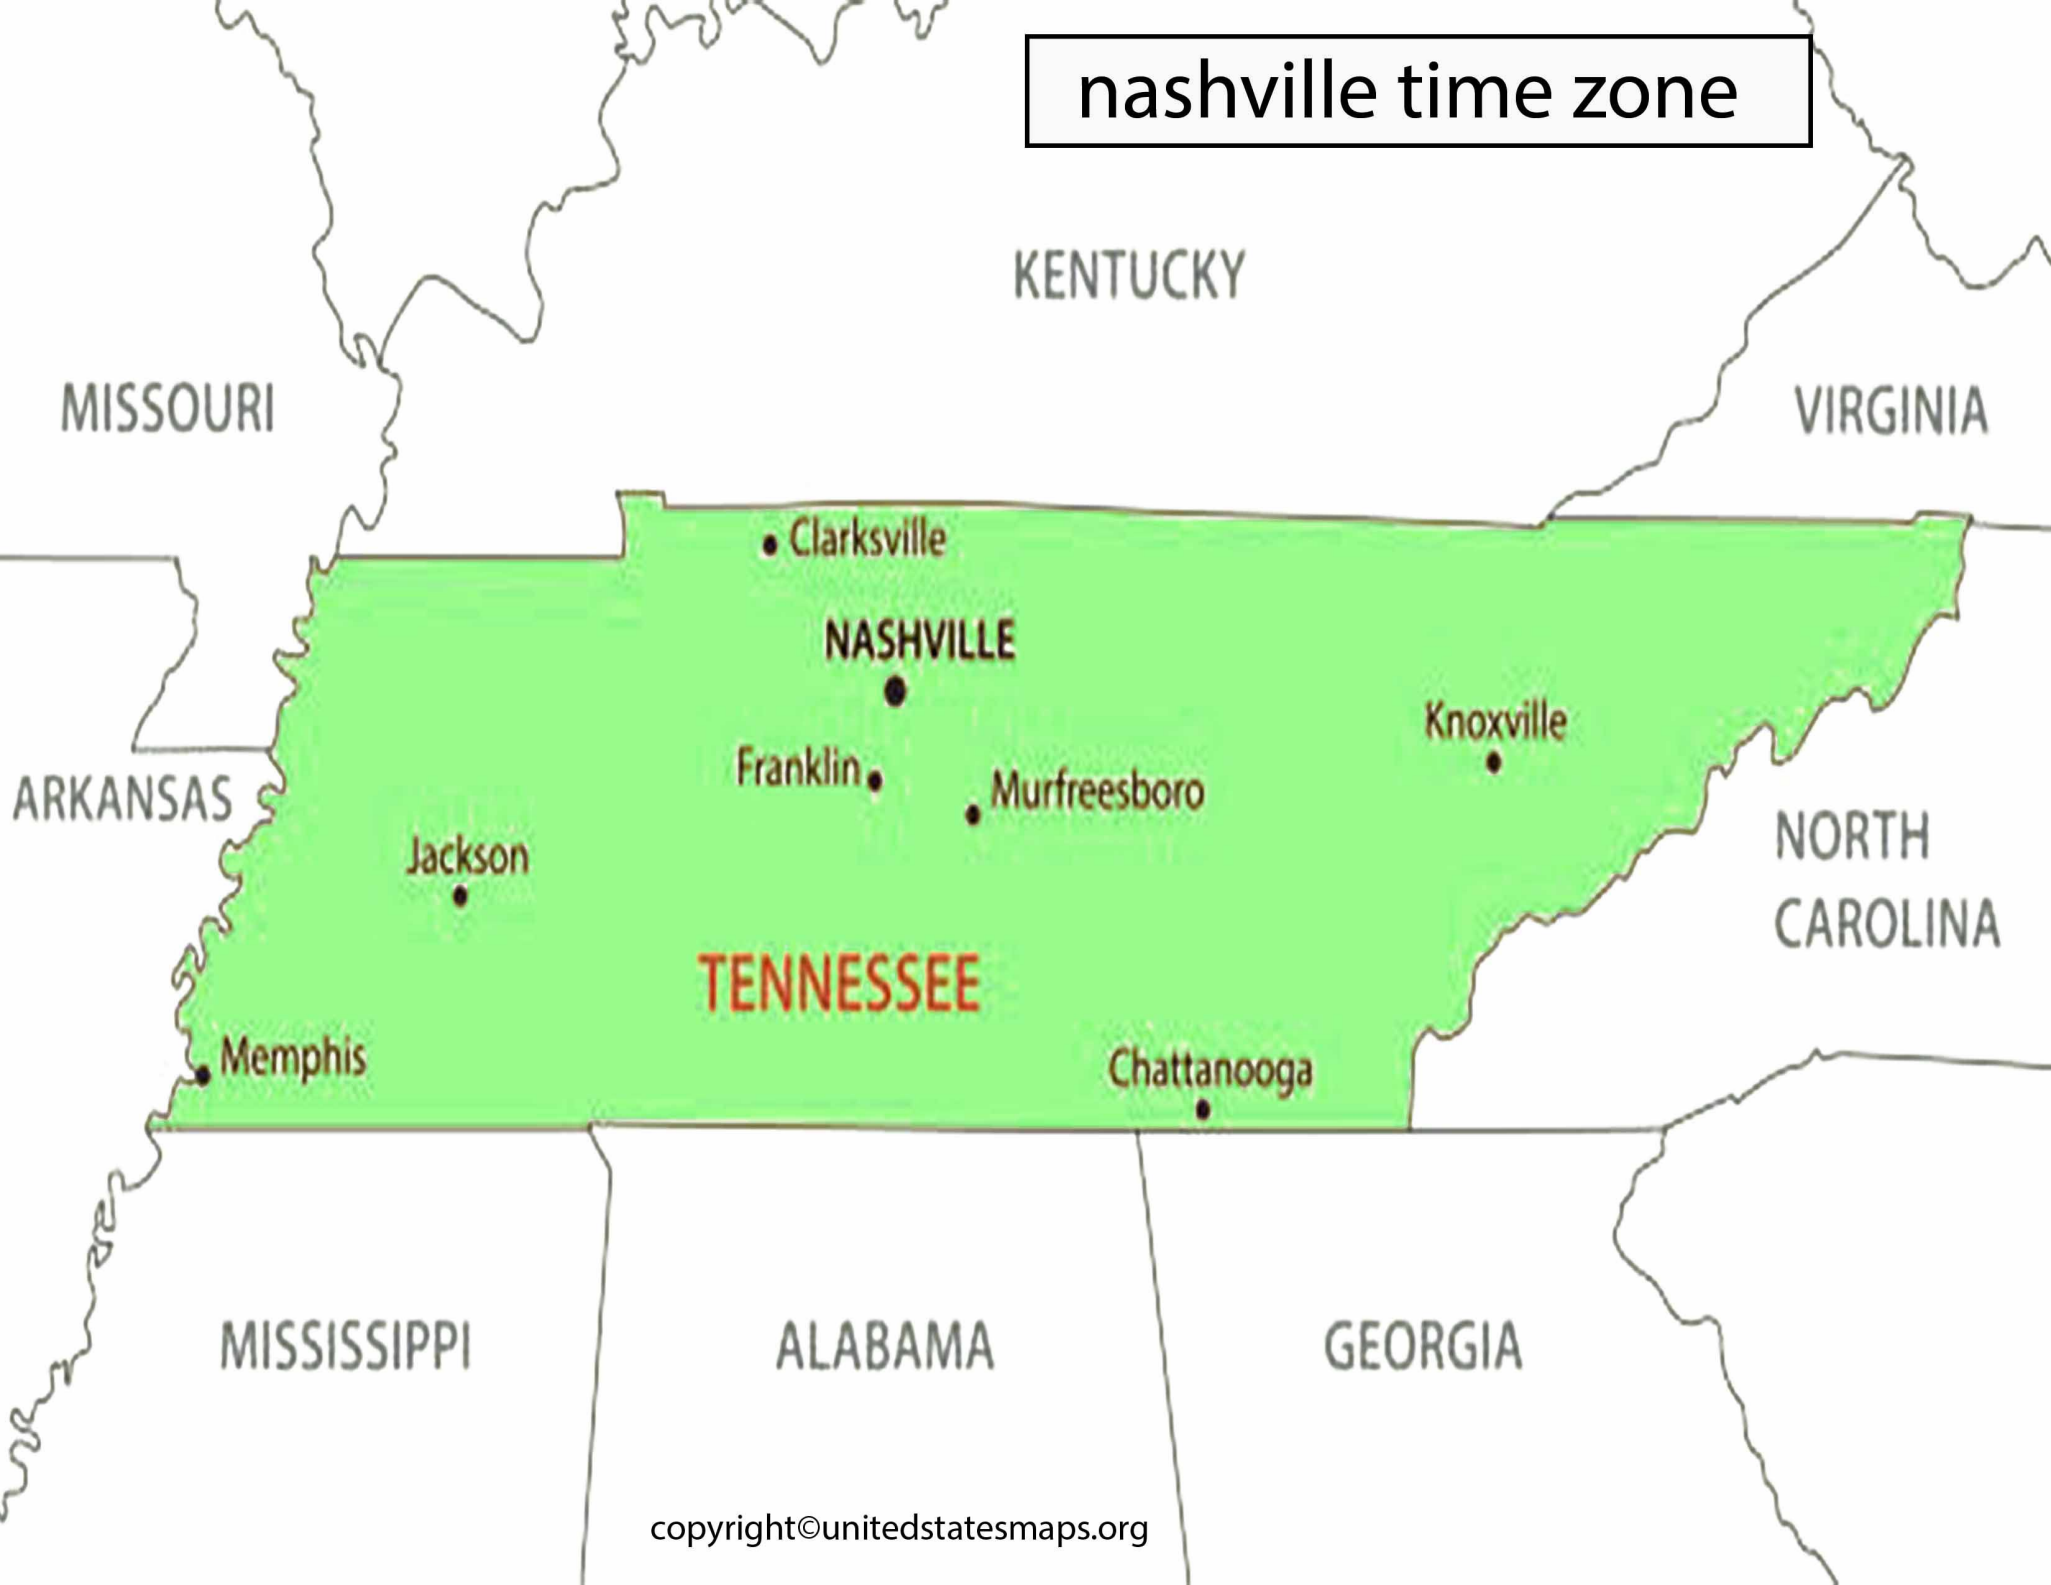 nashville time zone
KENTUCKY
MISSOURI
VIRGINIA
Clarksville
NASHVILLE
Knoxville
Franklin
Murfreesboro
ARKANSAS
NORTH
CAROLINA
Jackson
TENNESSEE
Memphis
Chattanooga
MISSISSIPPI
ALABAMA
GEORGIA
copyright©unitedstatesmaps.org